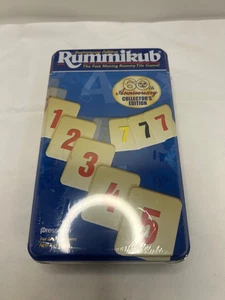 Rummikub
The Fast Moving Rummy Tile Game!
60th
Anniversary
COLLECTOR'S
EDITION
7 7 7
1
2
3
4
5